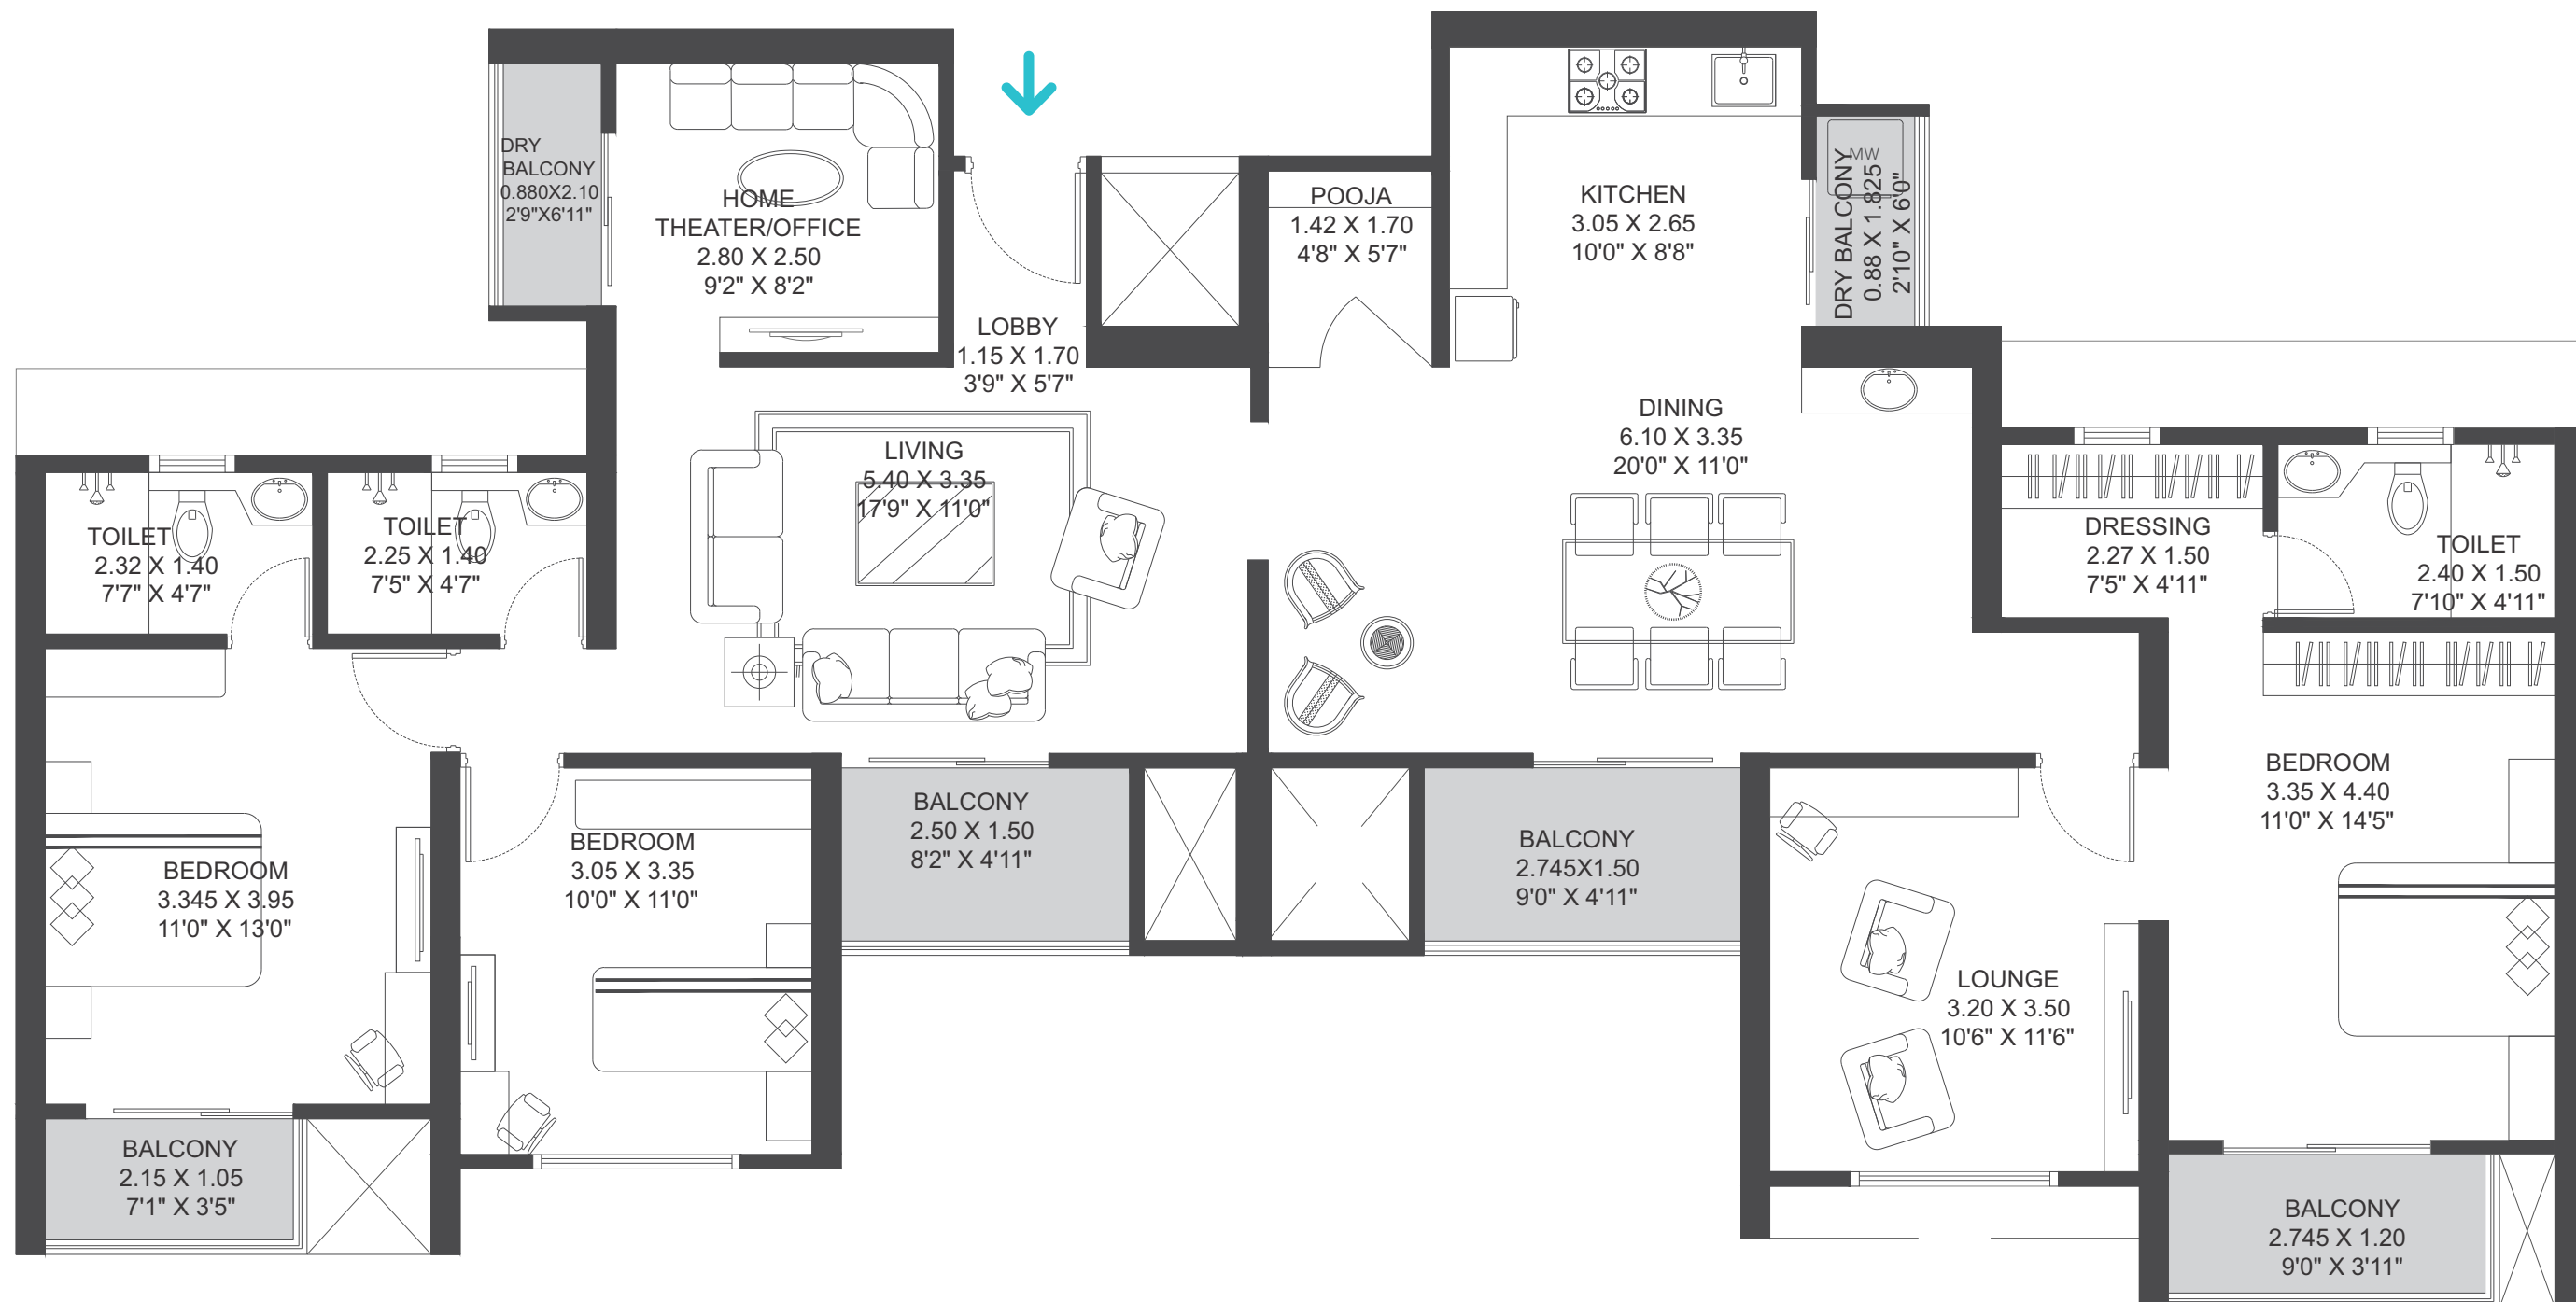 DRY
BALCONY
0.880X2.10
2'9"X6'11"
HOME
THEATER/OFFICE
2.80 X 2.50
9'2" X 8'2"
LOBBY
1.15 X 1.70
3'9" X 5'7"
POOJA
1.42 X 1.70
4'8" X 5'7"
KITCHEN
3.05 X 2.65
10'0" X 8'8"
MW
DRY BALCONY
0.88 X 1.825
2'10" X 6'0"
LIVING
5.40 X 3.35
17'9" X 11'0"
DINING
6.10 X 3.35
20'0" X 11'0"
TOILET
2.32 X 1.40
7'7" X 4'7"
TOILET
2.25 X 1.40
7'5" X 4'7"
DRESSING
2.27 X 1.50
7'5" X 4'11"
TOILET
2.40 X 1.50
7'10" X 4'11"
BEDROOM
3.345 X 3.95
11'0" X 13'0"
BEDROOM
3.05 X 3.35
10'0" X 11'0"
BALCONY
2.50 X 1.50
8'2" X 4'11"
BALCONY
2.745X1.50
9'0" X 4'11"
LOUNGE
3.20 X 3.50
10'6" X 11'6"
BEDROOM
3.35 X 4.40
11'0" X 14'5"
BALCONY
2.15 X 1.05
7'1" X 3'5"
BALCONY
2.745 X 1.20
9'0" X 3'11"